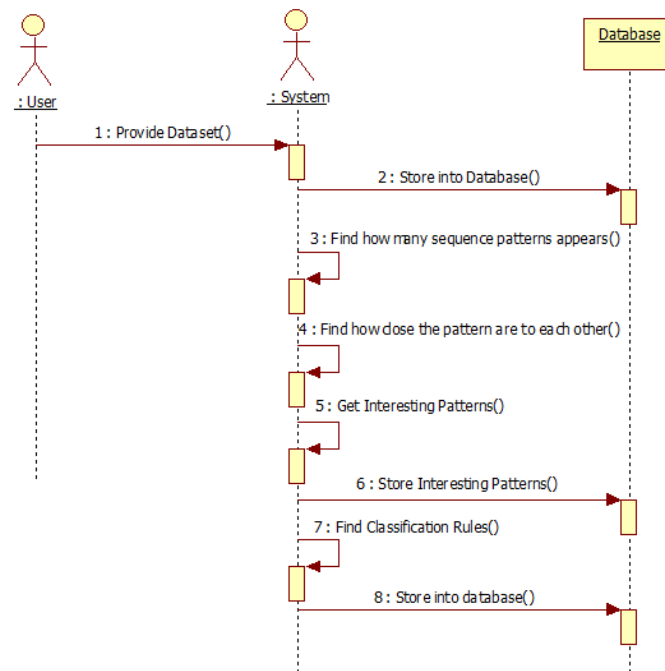 Database
: User
: System
1 : Provide Dataset()
2 : Store into Database()
3 : Find how many sequence patterns appears()
4 : Find how close the pattern are to each other()
5 : Get Interesting Patterns()
6 : Store Interesting Patterns()
7 : Find Classification Rules()
8 : Store into database()